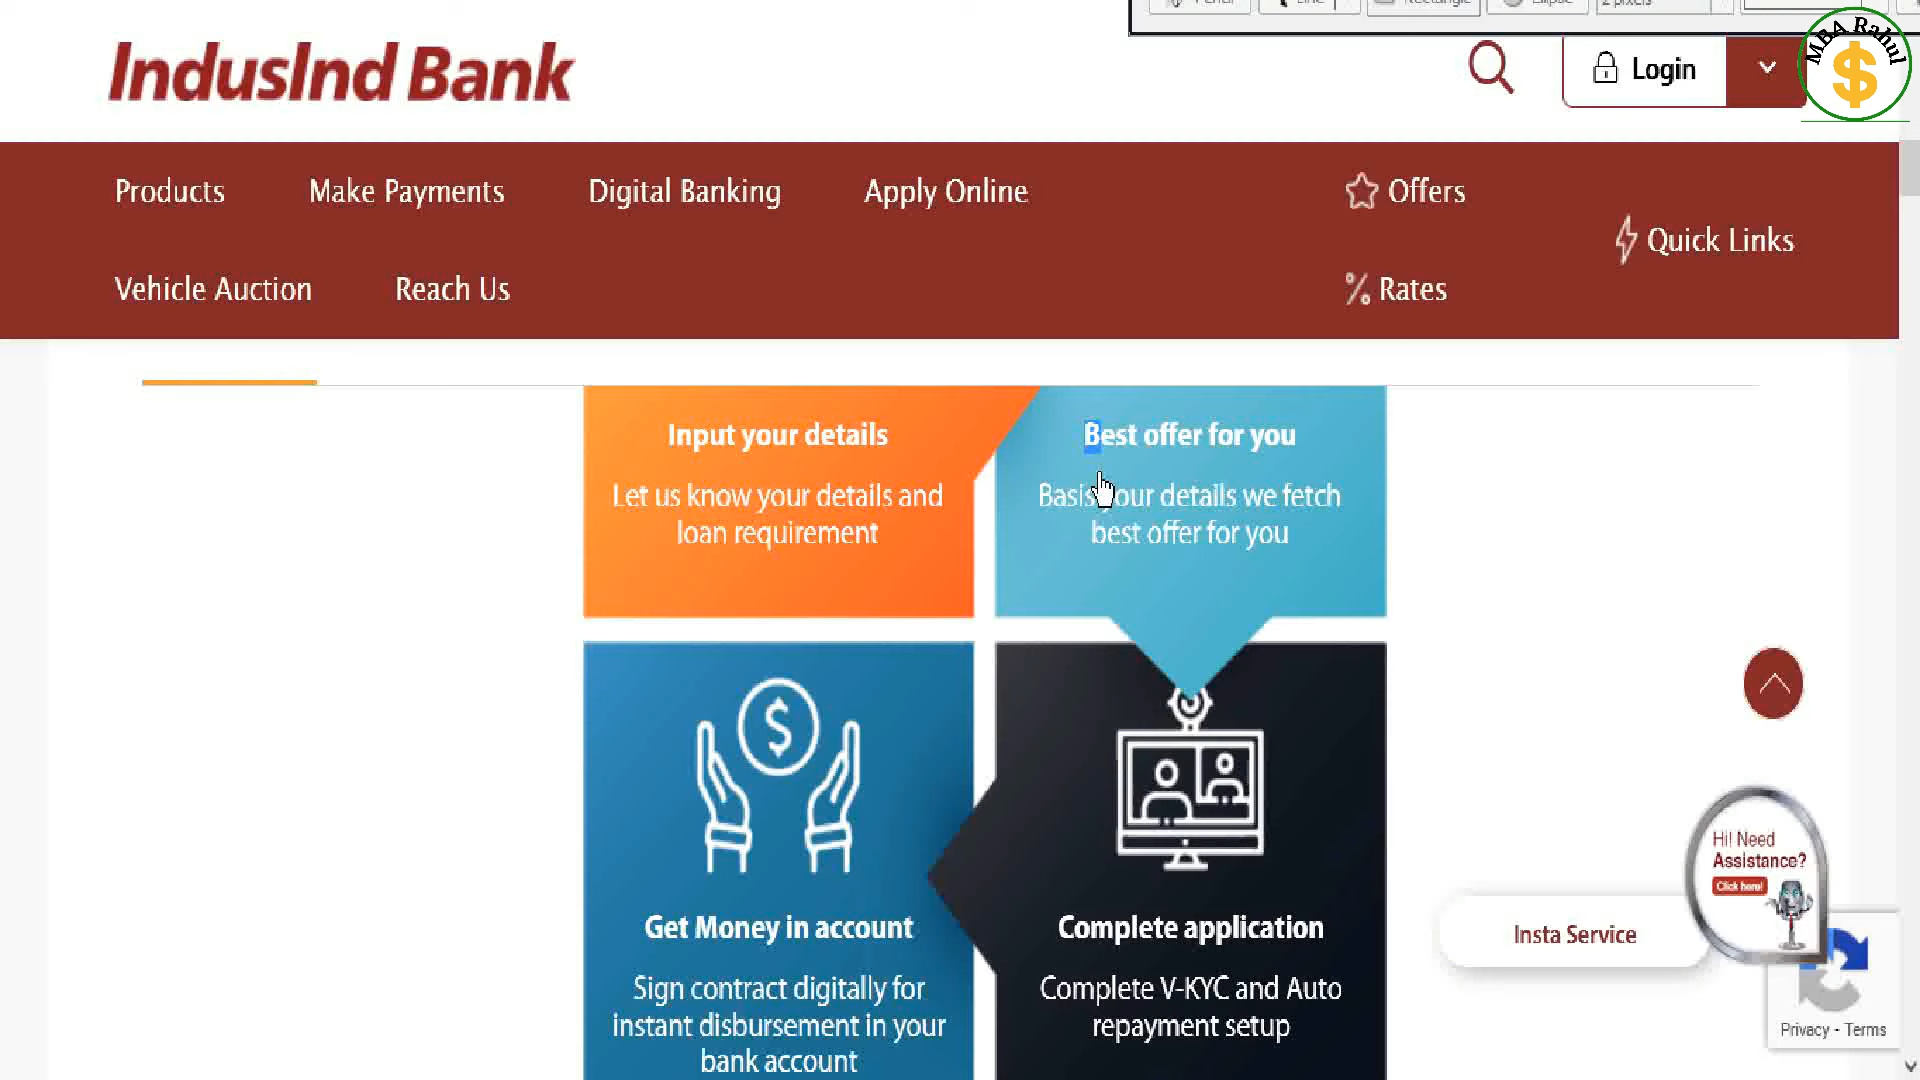 IndusInd Bank
Login
MBA Rahul
Products
Make Payments
Digital Banking
Apply Online
Offers
Quick Links
Vehicle Auction
Reach Us
Rates
Input your details
Let us know your details and
loan requirement
Best offer for you
Basis your details we fetch
best offer for you
Get Money in account
Sign contract digitally for
instant disbursement in your
bank account
Complete application
Complete V-KYC and Auto
repayment setup
Hi! Need
Assistance?
Click here!
Insta Service
Privacy - Terms